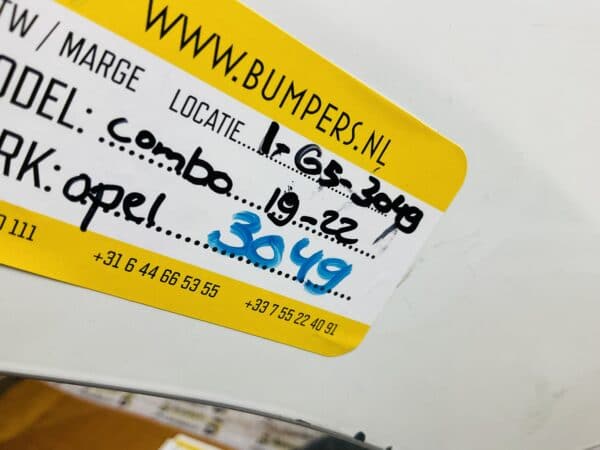 WWW.BUMPERS.NL
TW / MARGE LOCATIE 1-G5-3049
ODEL: combo 19-22
RK: opel 3049
0 111 +31 6 44 66 53 55 +33 7 55 22 40 91